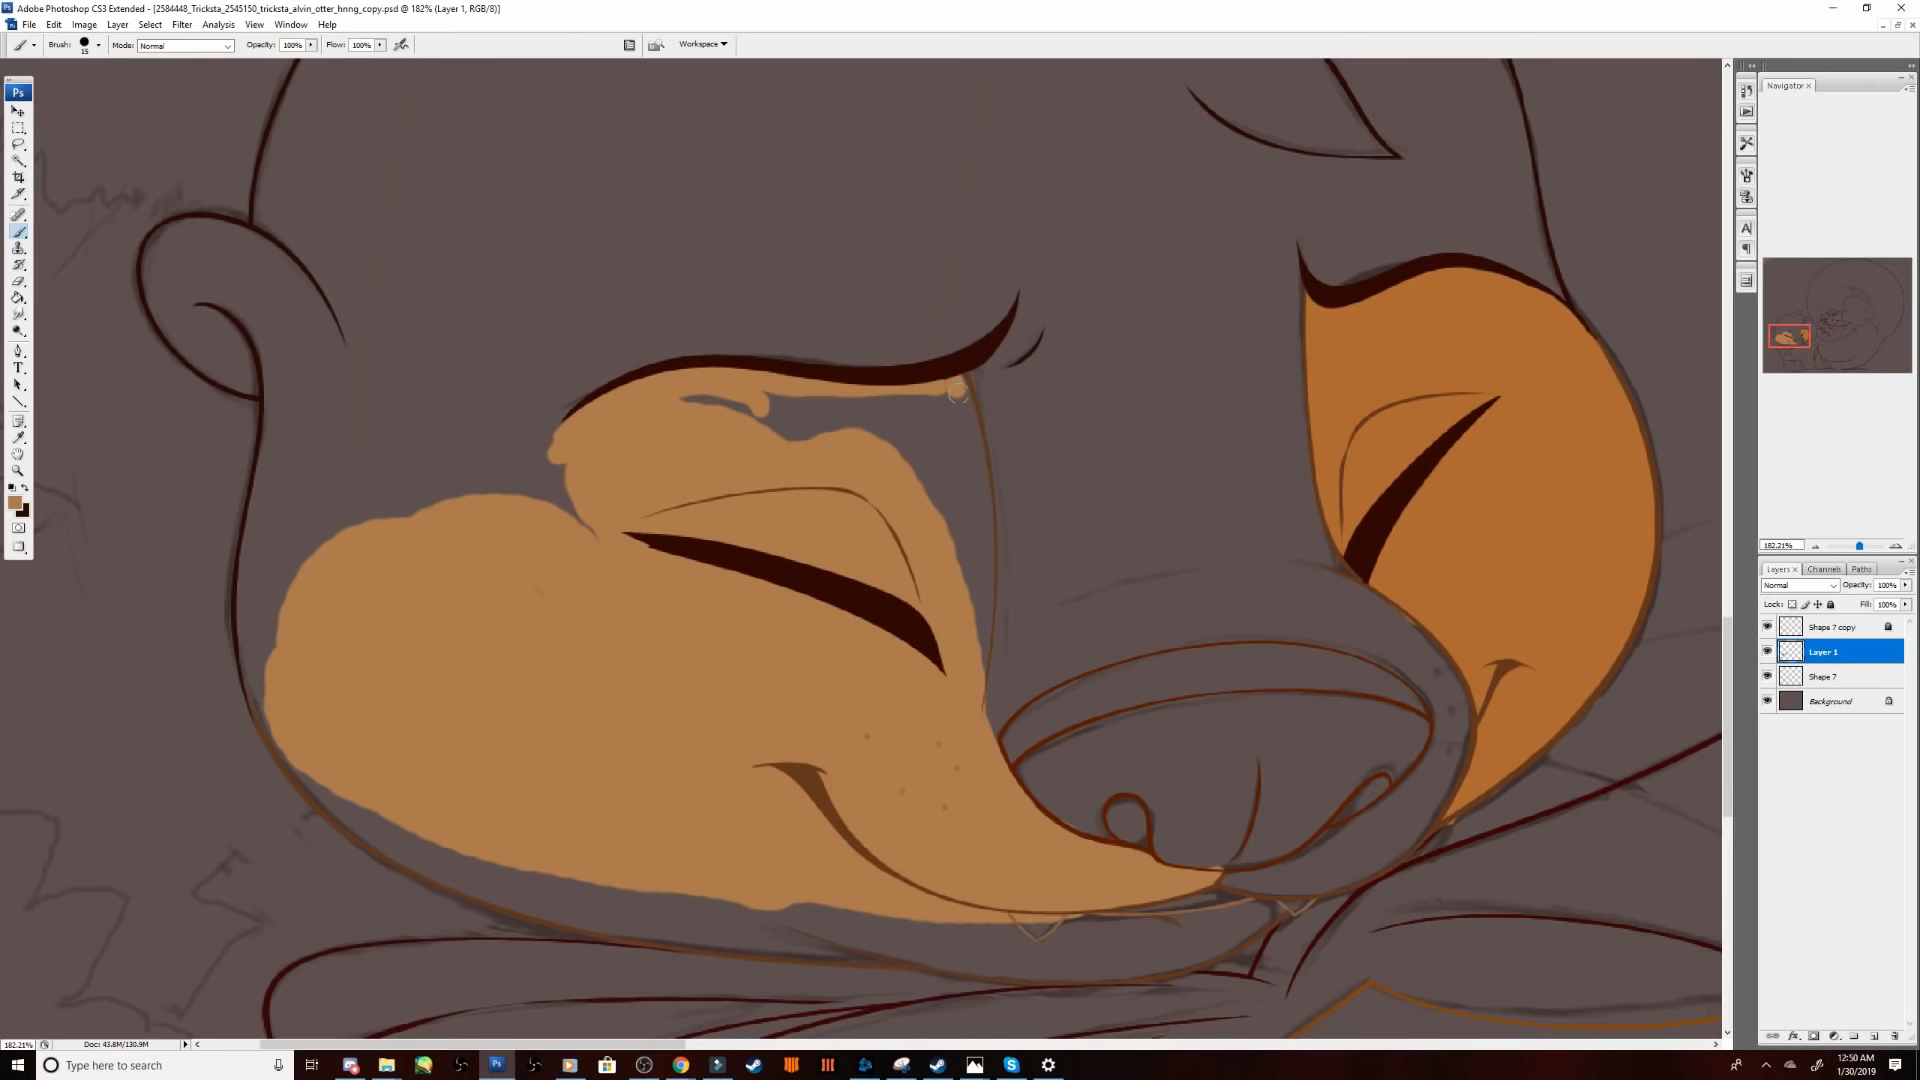 Adobe Photoshop CS3 Extended - [2584448_Tricksta_2545150_tricksta_alvin_otter_hnng_copy.psd @ 182% (Layer 1, RGB/8)]
File Edit Image Layer Select Filter Analysis View Window Help
Brush: 15 Mode: Normal Opacity: 100% Flow: 100% Workspace
Navigator
Ps
182.21%
Layers Channels Paths
Normal Opacity: 100%
Lock: Fill: 100%
Shape 7 copy
Layer 1
Shape 7
Background
182.21% Doc: 43.8M/130.9M
Type here to search
12:50 AM
1/30/2019